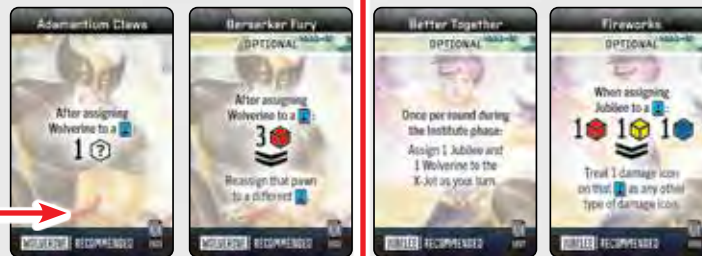 Adamantium Claws
After assigning
Wolverine to a :
1 ?
WOLVERINE RECOMMENDED
Berserker Fury
OPTIONAL
After assigning
Wolverine to a :
3
Reassign that pawn
to a different .
WOLVERINE RECOMMENDED
Better Together
OPTIONAL
Once per round during
the Institute phase:
Assign 1 Jubilee and
1 Wolverine to the
X-Jet as your turn.
JUBILEE RECOMMENDED
Fireworks
OPTIONAL
When assigning
Jubilee to a :
1 1 1
Treat 1 damage icon
on that as any other
type of damage icon.
JUBILEE RECOMMENDED